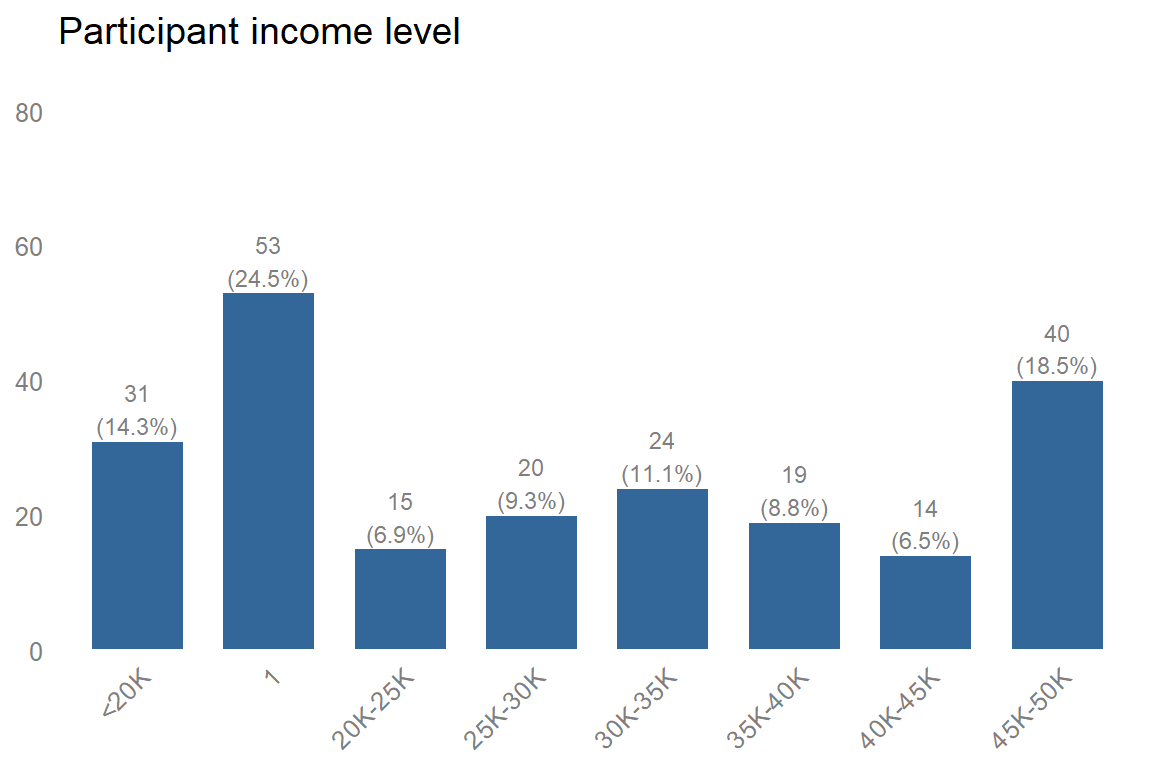 Participant income level
80
60
40
20
0
31
(14.3%)
53
(24.5%)
15
(6.9%)
20
(9.3%)
24
(11.1%)
19
(8.8%)
14
(6.5%)
40
(18.5%)
<20K
1
20K-25K
25K-30K
30K-35K
35K-40K
40K-45K
45K-50K